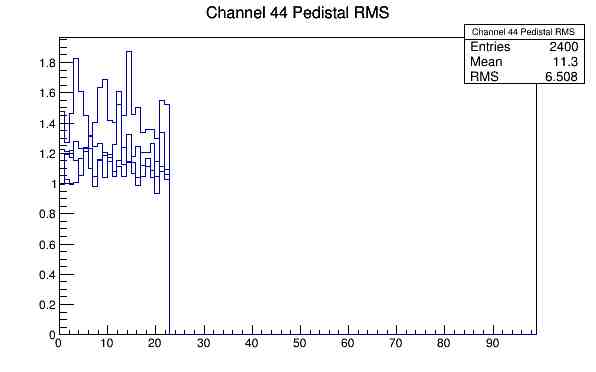 Channel 44 Pedistal RMS
Channel 44 Pedistal RMS
Entries 2400
Mean 11.3
RMS 6.508
1.8
1.6
1.4
1.2
1
0.8
0.6
0.4
0.2
0
0 10 20 30 40 50 60 70 80 90